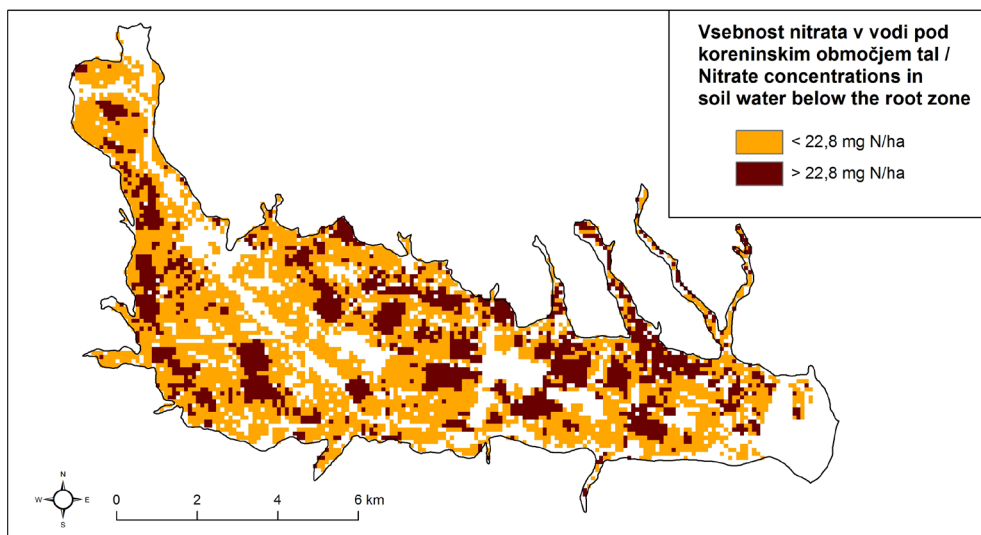 Vsebnost nitrata v vodi pod
koreninskim območjem tal /
Nitrate concentrations in
soil water below the root zone
< 22,8 mg N/ha
> 22,8 mg N/ha
N
W E
S
0 2 4 6 km